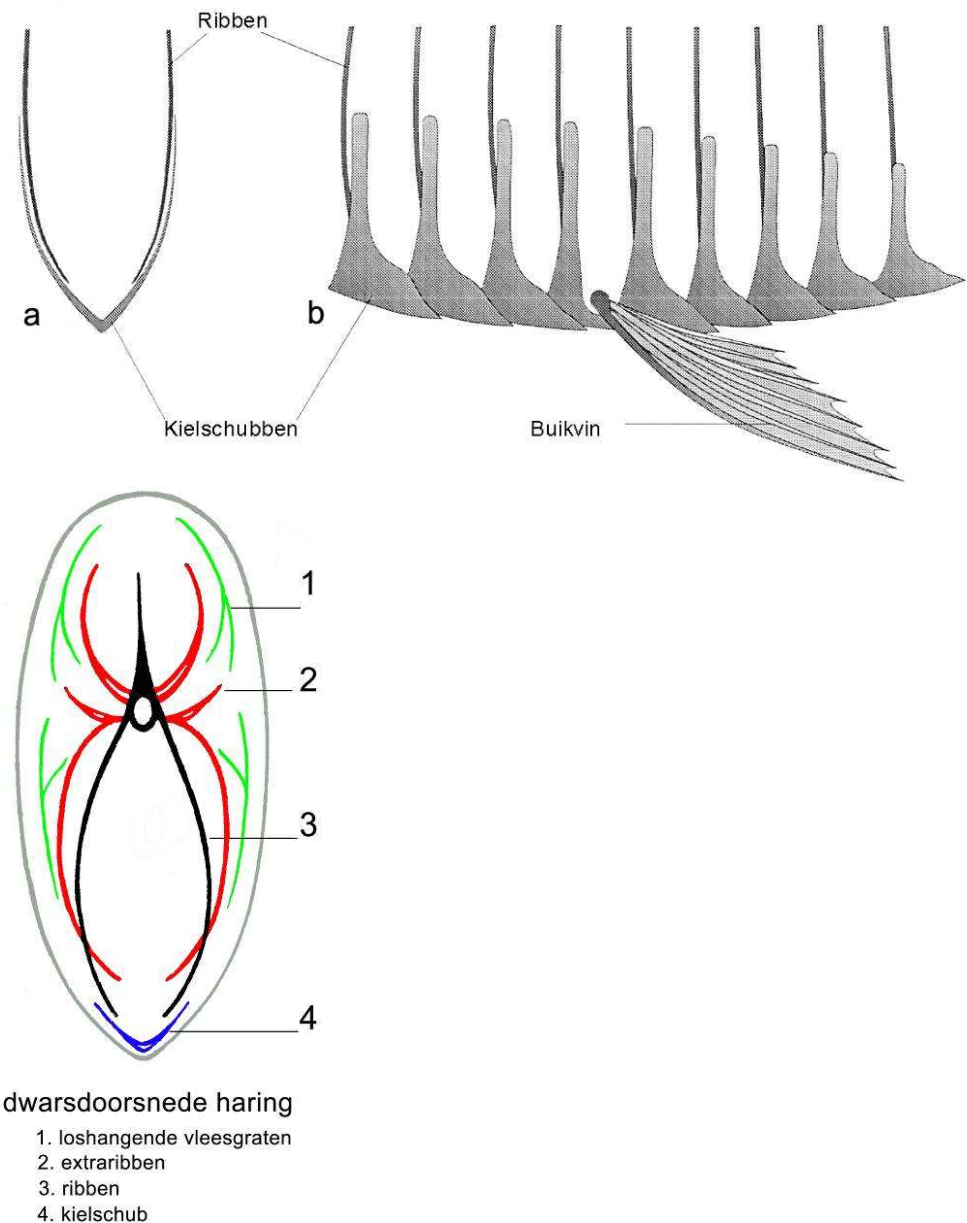 Ribben
a
b
Kielschubben
Buikvin
1
2
3
4
dwarsdoorsnede haring
1. loshangende vleesgraten
2. extraribben
3. ribben
4. kielschub